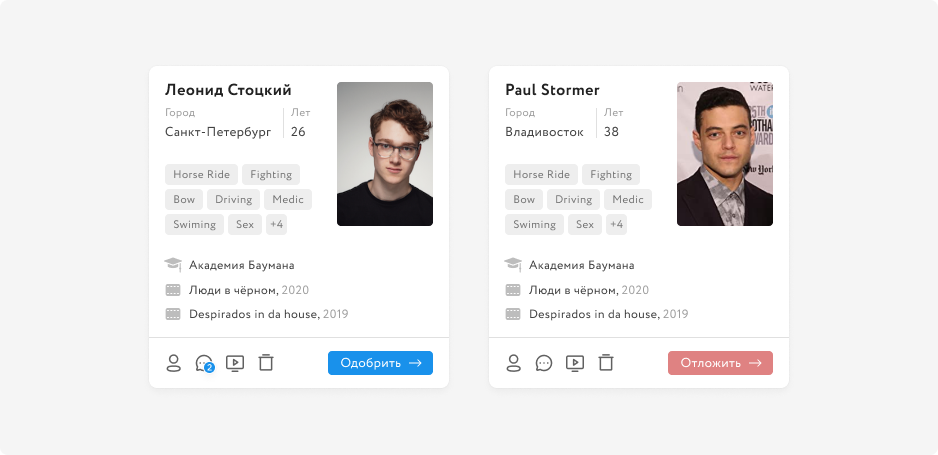 Леонид Стоцкий
Город
Лет
Санкт-Петербург
26
Horse Ride
Fighting
Bow
Driving
Medic
Swiming
Sex
+4
Академия Баумана
Люди в чёрном, 2020
Despirados in da house, 2019
2
Одобрить
Paul Stormer
Город
Лет
Владивосток
38
Horse Ride
Fighting
Bow
Driving
Medic
Swiming
Sex
+4
Академия Баумана
Люди в чёрном, 2020
Despirados in da house, 2019
Отложить
WATER